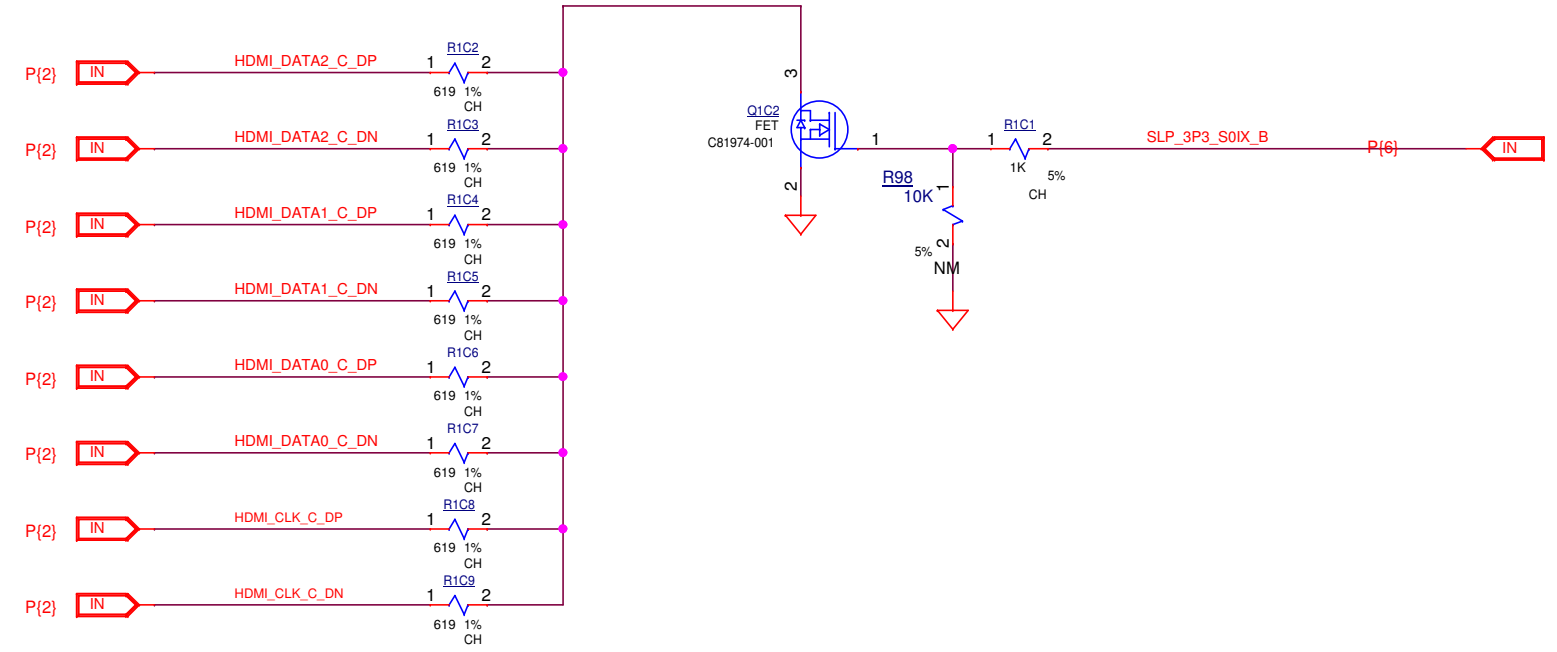 P{2} IN HDMI_DATA2_C_DP 1 R1C2 2
619 1%
CH
P{2} IN HDMI_DATA2_C_DN 1 R1C3 2
619 1%
CH
P{2} IN HDMI_DATA1_C_DP 1 R1C4 2
619 1%
CH
P{2} IN HDMI_DATA1_C_DN 1 R1C5 2
619 1%
CH
P{2} IN HDMI_DATA0_C_DP 1 R1C6 2
619 1%
CH
P{2} IN HDMI_DATA0_C_DN 1 R1C7 2
619 1%
CH
P{2} IN HDMI_CLK_C_DP 1 R1C8 2
619 1%
CH
P{2} IN HDMI_CLK_C_DN 1 R1C9 2
619 1%
CH
3
Q1C2
FET
C81974-001
1
2
R1C1
1 2
1K
5%
CH
SLP_3P3_S0IX_B
P{6}
IN
R98
10K
1
5%
2
NM